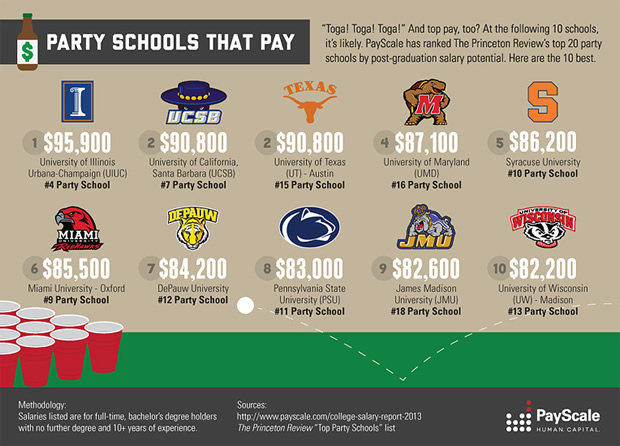 $
PARTY SCHOOLS THAT PAY
"Toga! Toga! Toga!" And top pay, too? At the following 10 schools,
it's likely. PayScale has ranked The Princeton Review's top 20 party
schools by post-graduation salary potential. Here are the 10 best.
I
1 $95,900
University of Illinois
Urbana-Champaign (UIUC)
#4 Party School
UCSB
2 $90,800
University of California,
Santa Barbara (UCSB)
#7 Party School
TEXAS
2 $90,800
University of Texas
(UT) - Austin
#15 Party School
M
4 $87,100
University of Maryland
(UMD)
#16 Party School
S
5 $86,200
Syracuse University
#10 Party School
MIAMI
UNIVERSITY
RedHawks
6 $85,500
Miami University - Oxford
#9 Party School
DEPAUW
7 $84,200
DePauw University
#12 Party School
8 $83,000
Pennsylvania State
University (PSU)
#11 Party School
JMU
9 $82,600
James Madison
University (JMU)
#18 Party School
UNIVERSITY OF
WISCONSIN
10 $82,200
University of Wisconsin
(UW) - Madison
#13 Party School
Methodology:
Salaries listed are for full-time, bachelor's degree holders
with no further degree and 10+ years of experience.
Sources:
http://www.payscale.com/college-salary-report-2013
The Princeton Review "Top Party Schools" list
PayScale
HUMAN CAPITAL.